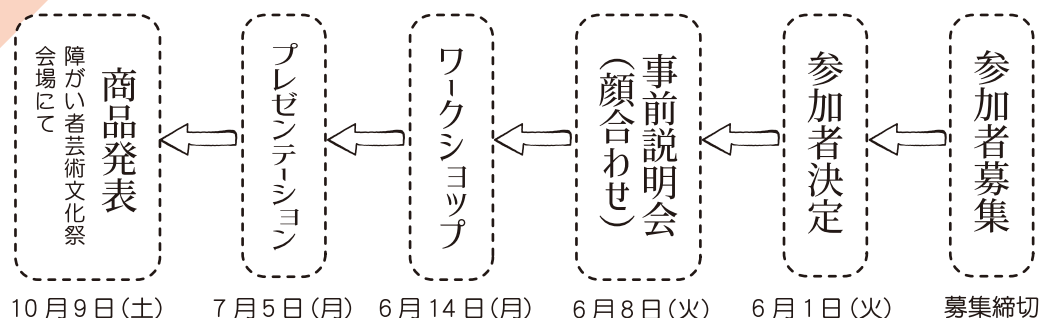 参加者募集
募集締切
参加者決定
6月1日(火)
事前説明会
(顔合わせ)
6月8日(火)
ワークショップ
6月14日(月)
プレゼンテーション
7月5日(月)
商品発表
障がい者芸術文化祭
会場にて
10月9日(土)